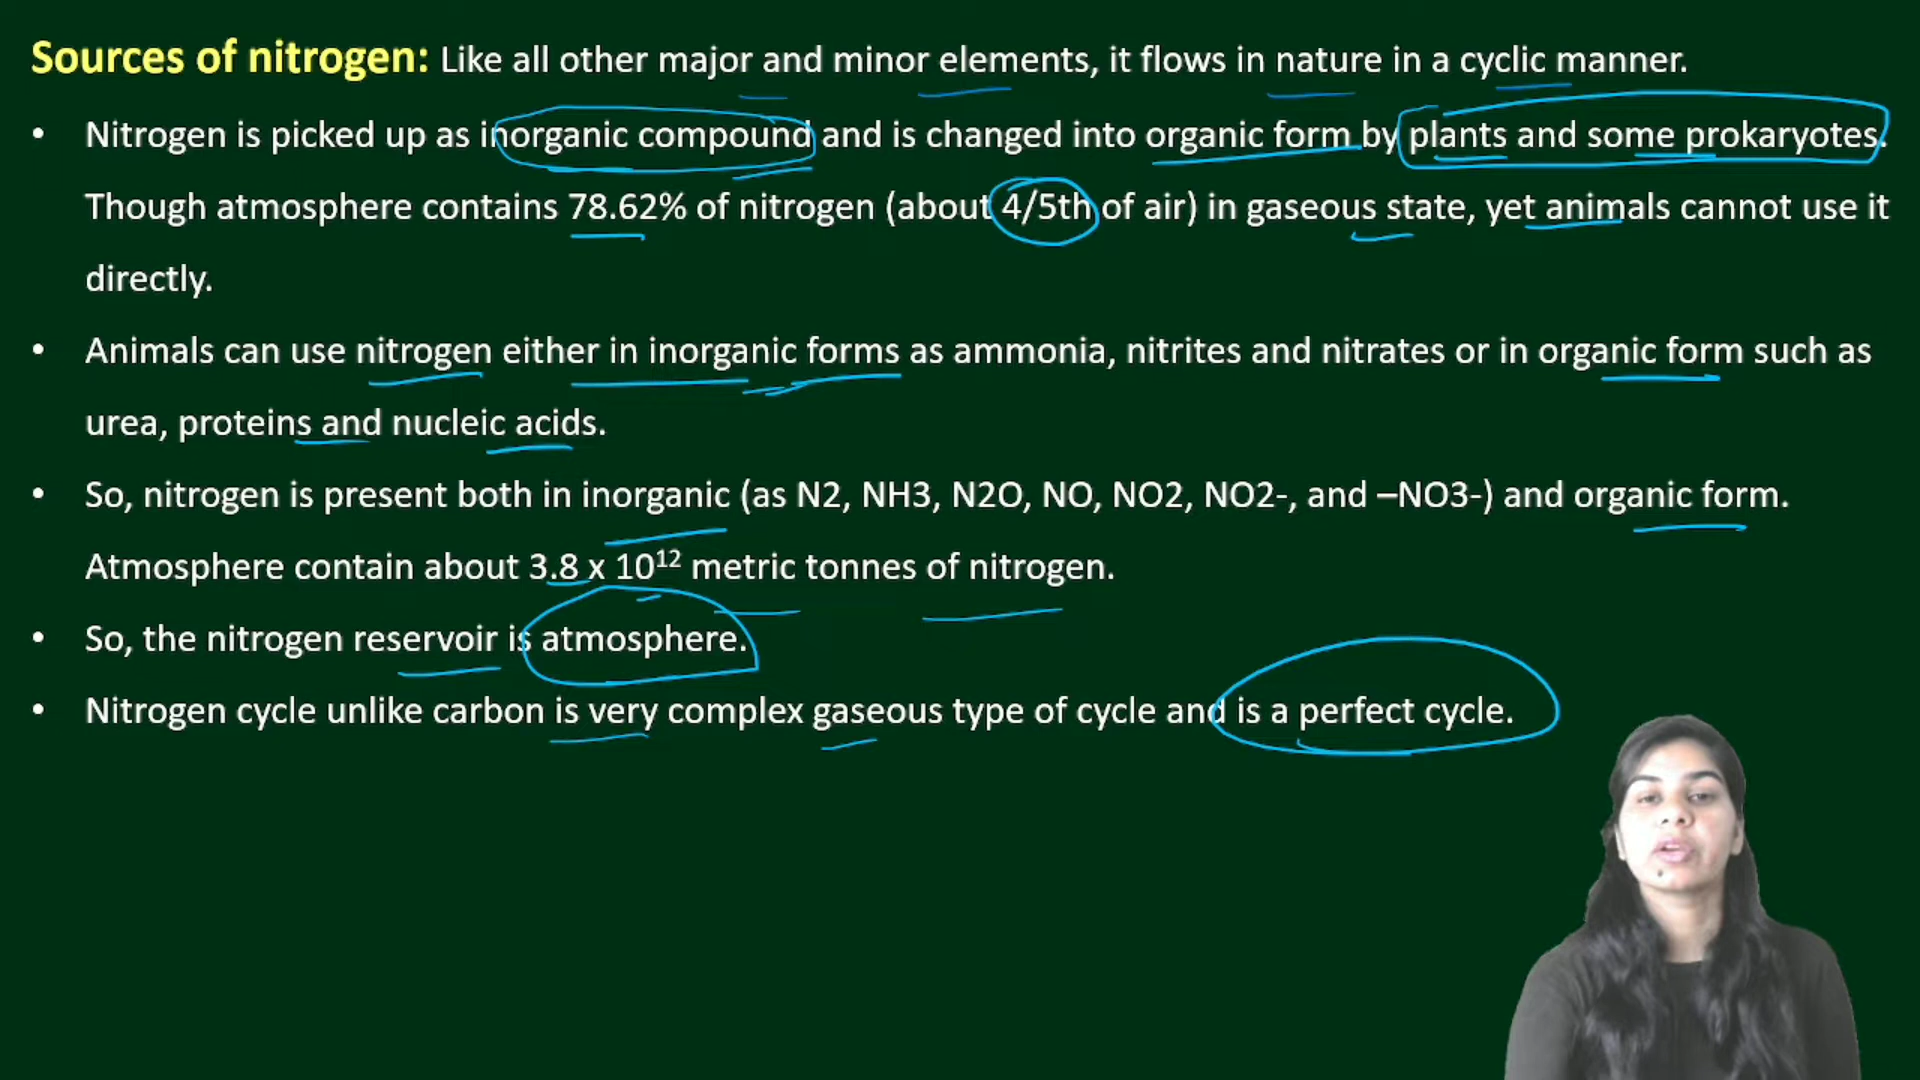 Sources of nitrogen: Like all other major and minor elements, it flows in nature in a cyclic manner.
• Nitrogen is picked up as inorganic compound and is changed into organic form by plants and some prokaryotes.
Though atmosphere contains 78.62% of nitrogen (about 4/5th of air) in gaseous state, yet animals cannot use it
directly.
• Animals can use nitrogen either in inorganic forms as ammonia, nitrites and nitrates or in organic form such as
urea, proteins and nucleic acids.
• So, nitrogen is present both in inorganic (as N2, NH3, N2O, NO, NO2, NO2-, and –NO3-) and organic form.
Atmosphere contain about 3.8 x 10¹² metric tonnes of nitrogen.
• So, the nitrogen reservoir is atmosphere.
• Nitrogen cycle unlike carbon is very complex gaseous type of cycle and is a perfect cycle.